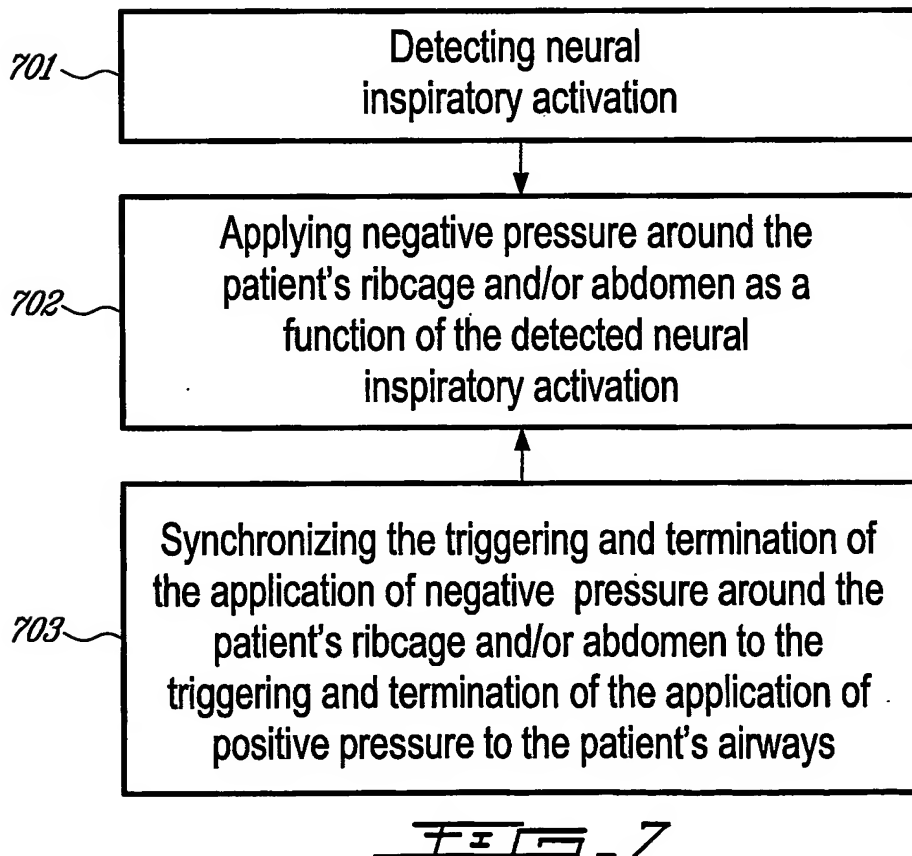 701
Detecting neural
inspiratory activation
702
Applying negative pressure around the
patient's ribcage and/or abdomen as a
function of the detected neural
inspiratory activation
703
Synchronizing the triggering and termination of
the application of negative pressure around the
patient's ribcage and/or abdomen to the
triggering and termination of the application of
positive pressure to the patient's airways
FIG-7